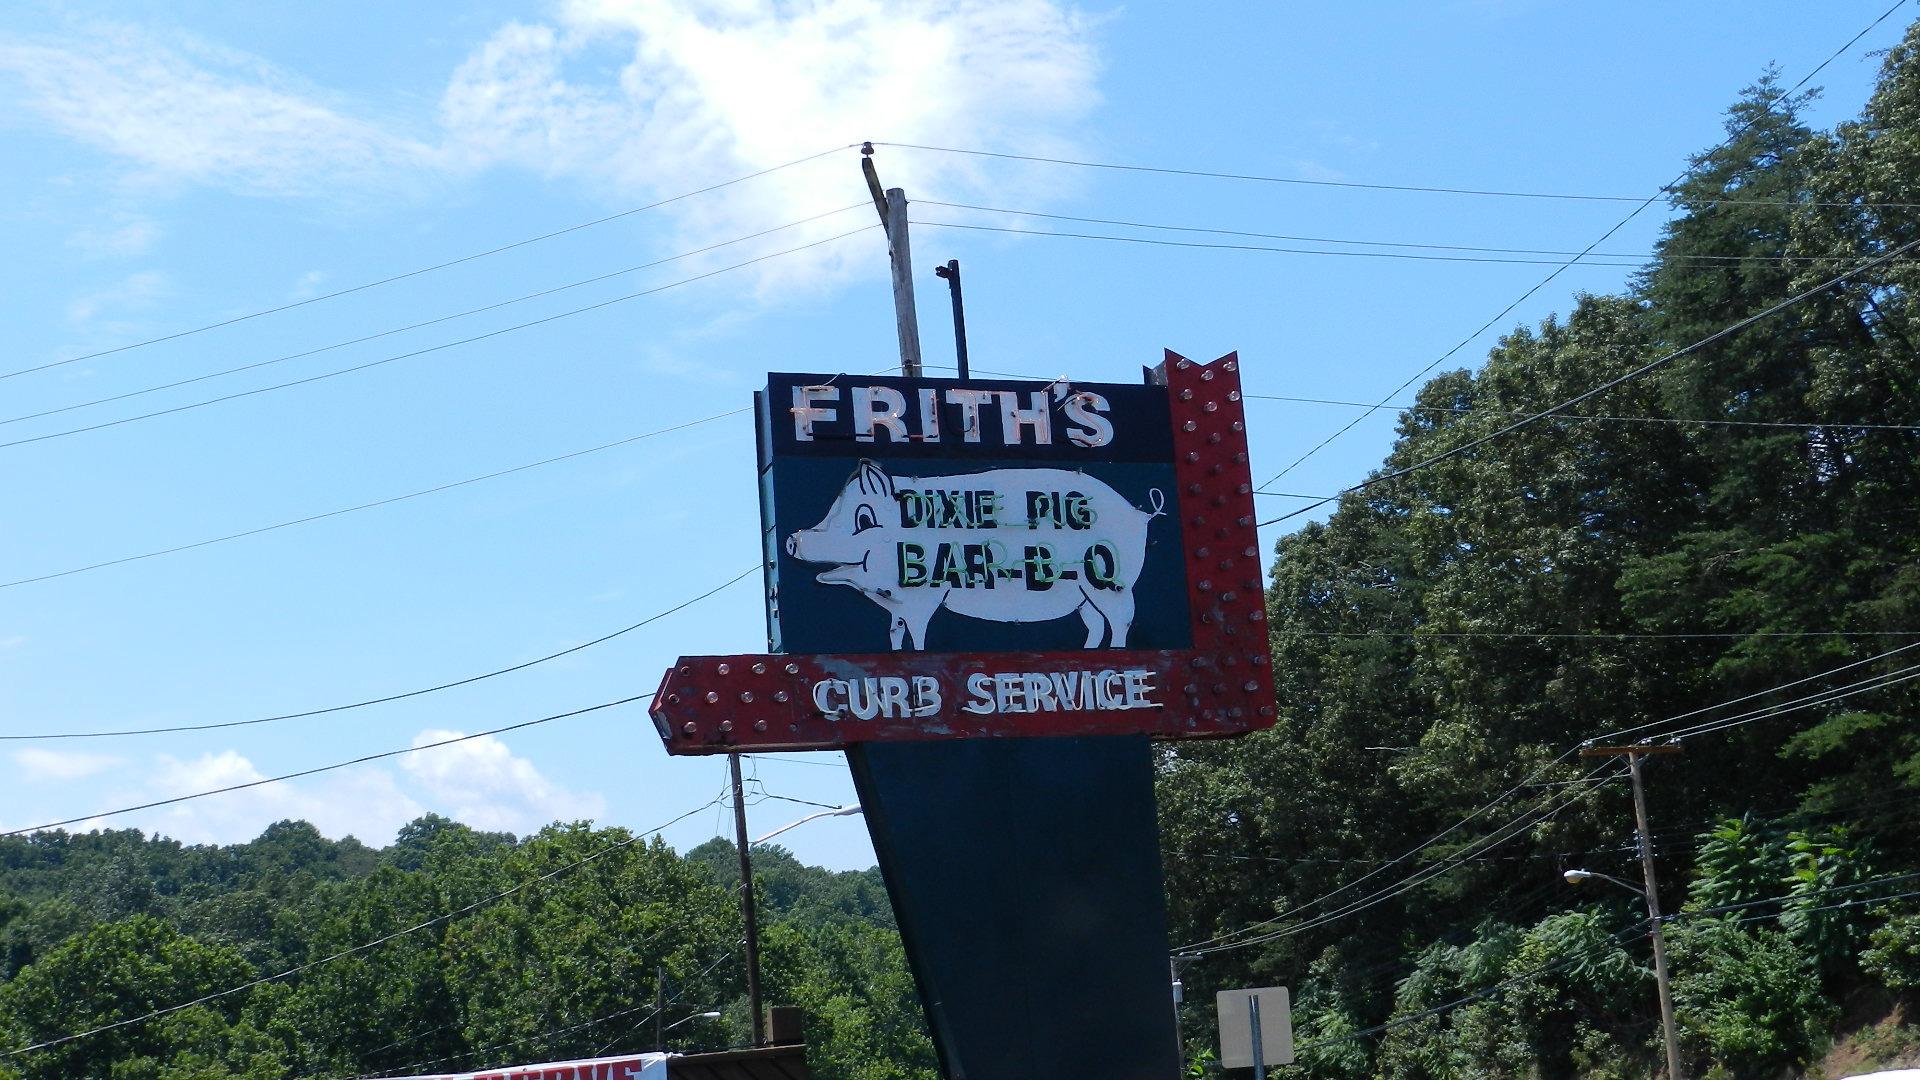 FRITH'S
DIXIE PIG
BAR-B-Q
CURB SERVICE